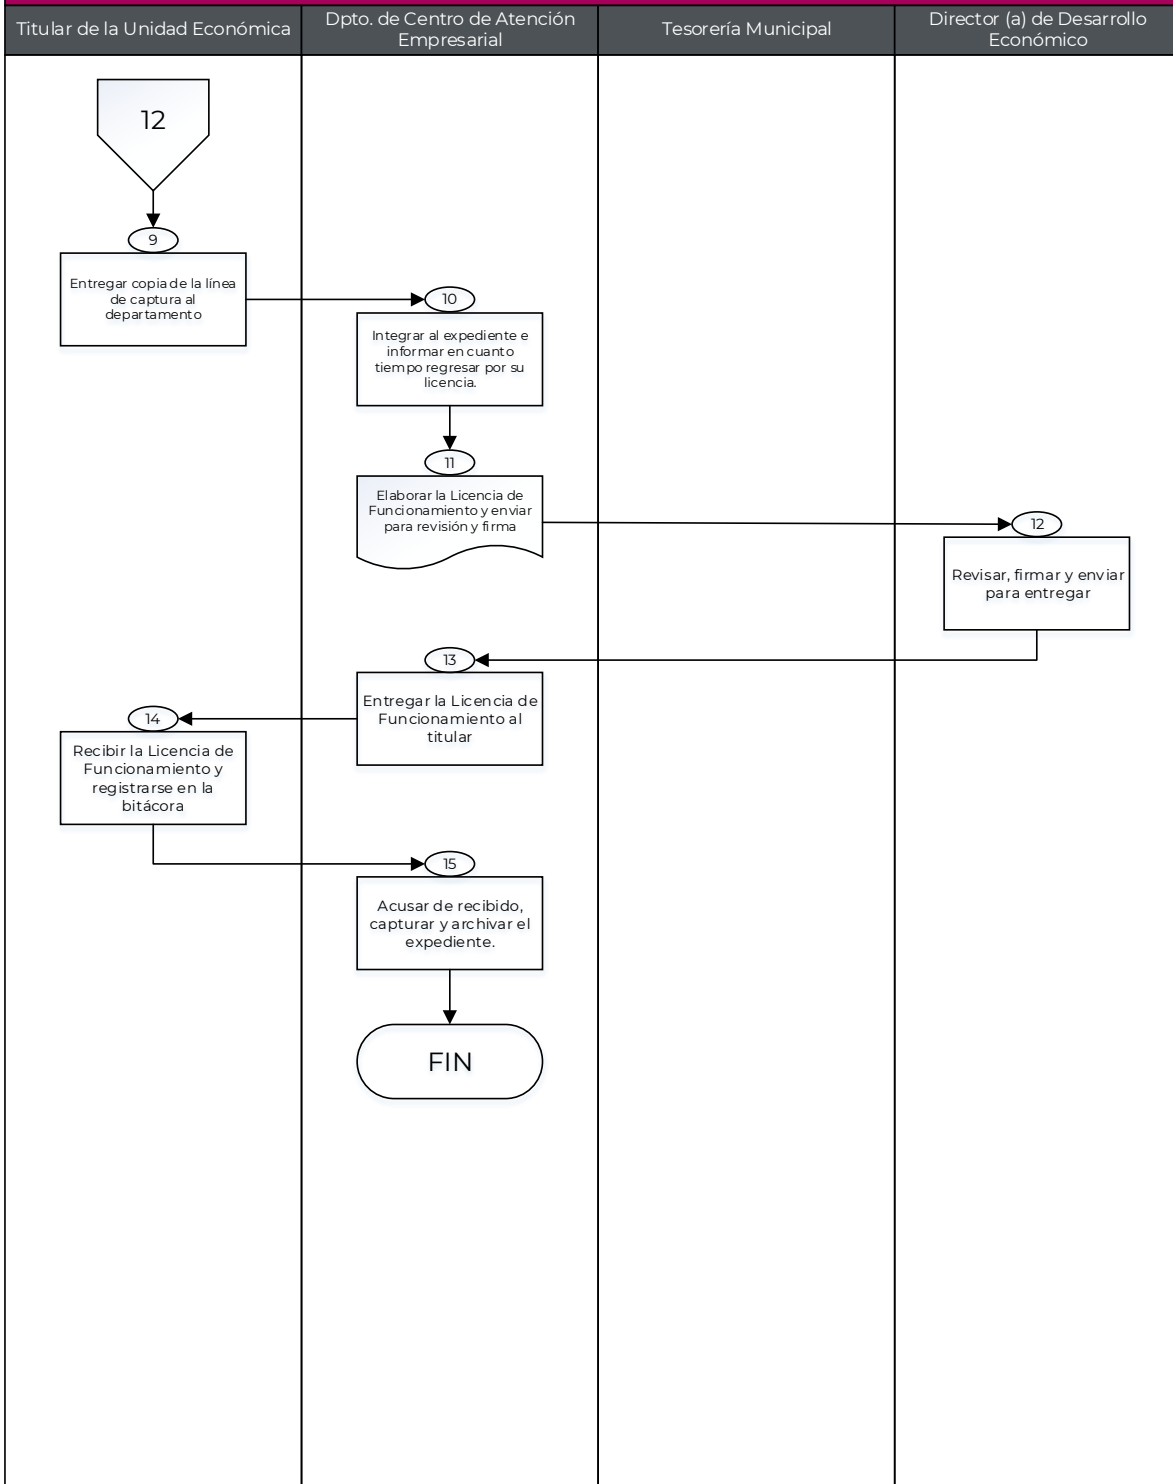 Titular de la Unidad Económica
Dpto. de Centro de Atención
Empresarial
Tesorería Municipal
Director (a) de Desarrollo
Económico
12
9
Entregar copia de la línea
de captura al
departamento
10
Integrar al expediente e
informar en cuanto
tiempo regresar por su
licencia.
11
Elaborar la Licencia de
Funcionamiento y enviar
para revisión y firma
12
Revisar, firmar y enviar
para entregar
13
Entregar la Licencia de
Funcionamiento al
titular
14
Recibir la Licencia de
Funcionamiento y
registrarse en la
bitácora
15
Acusar de recibido,
capturar y archivar el
expediente.
FIN